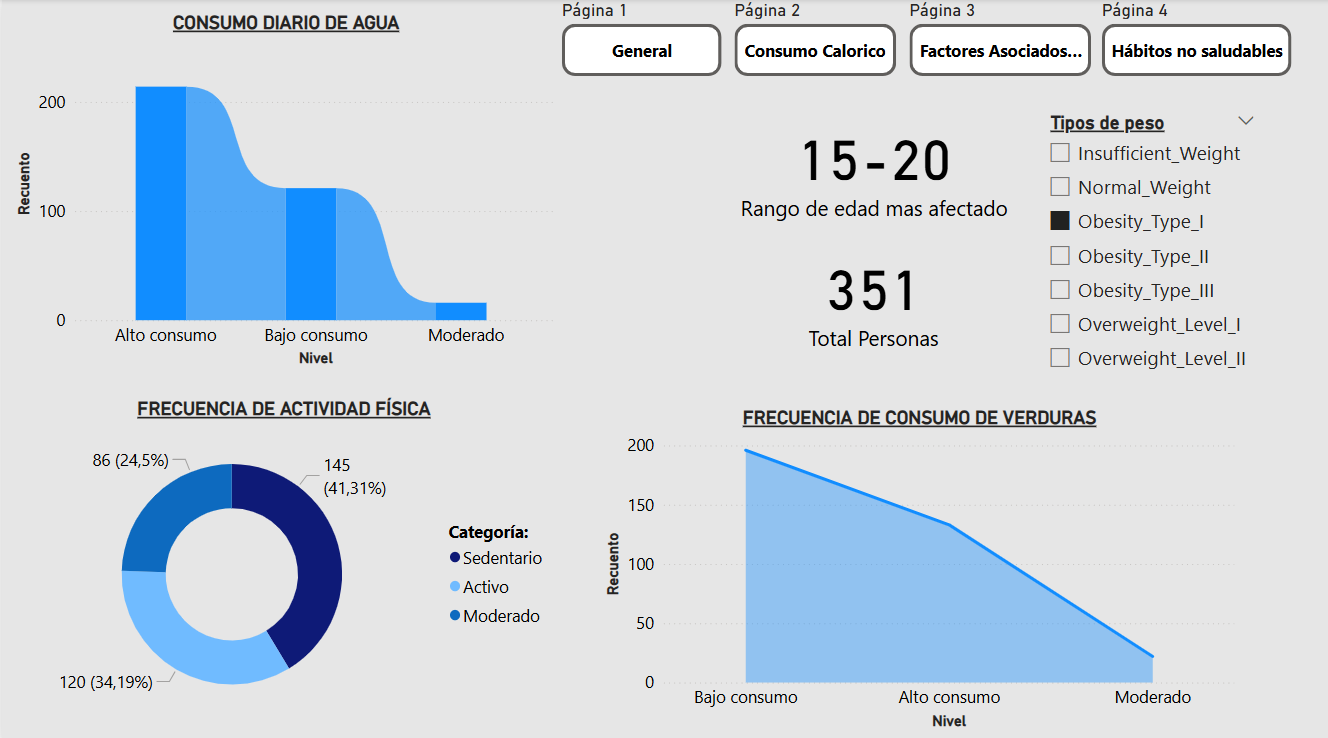 CONSUMO DIARIO DE AGUA
Página 1
Página 2
Página 3
Página 4
General
Consumo Calorico
Factores Asociados...
Hábitos no saludables
200
100
0
Recuento
Alto consumo
Bajo consumo
Moderado
Nivel
15-20
Rango de edad mas afectado
351
Total Personas
Tipos de peso
Insufficient_Weight
Normal_Weight
Obesity_Type_I
Obesity_Type_II
Obesity_Type_III
Overweight_Level_I
Overweight_Level_II
FRECUENCIA DE ACTIVIDAD FÍSICA
86 (24,5%)
145
(41,31%)
120 (34,19%)
Categoría:
Sedentario
Activo
Moderado
FRECUENCIA DE CONSUMO DE VERDURAS
200
150
100
50
0
Recuento
Bajo consumo
Alto consumo
Moderado
Nivel